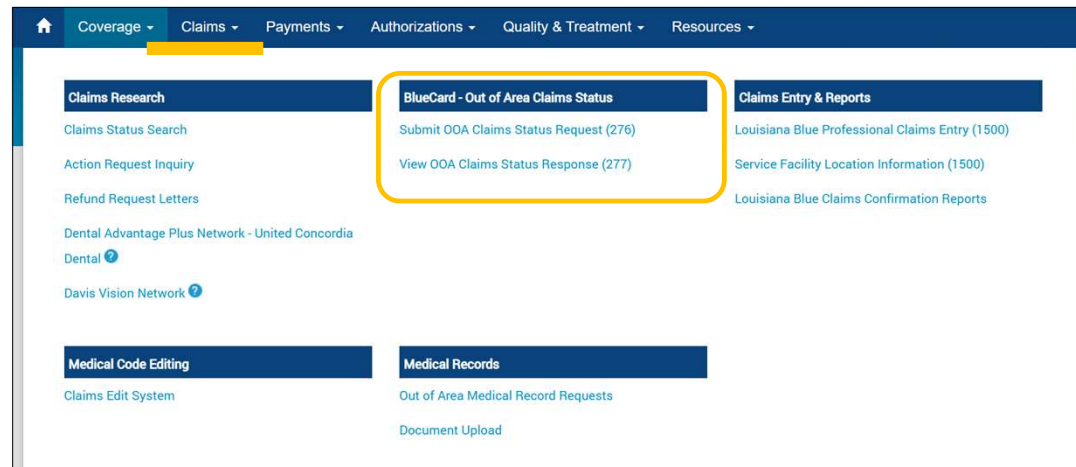 Coverage Claims Payments Authorizations Quality & Treatment Resources
Claims Research
Claims Status Search
Action Request Inquiry
Refund Request Letters
Dental Advantage Plus Network - United Concordia
Dental ?
Davis Vision Network ?
BlueCard - Out of Area Claims Status
Submit OOA Claims Status Request (276)
View OOA Claims Status Response (277)
Claims Entry & Reports
Louisiana Blue Professional Claims Entry (1500)
Service Facility Location Information (1500)
Louisiana Blue Claims Confirmation Reports
Medical Code Editing
Claims Edit System
Medical Records
Out of Area Medical Record Requests
Document Upload